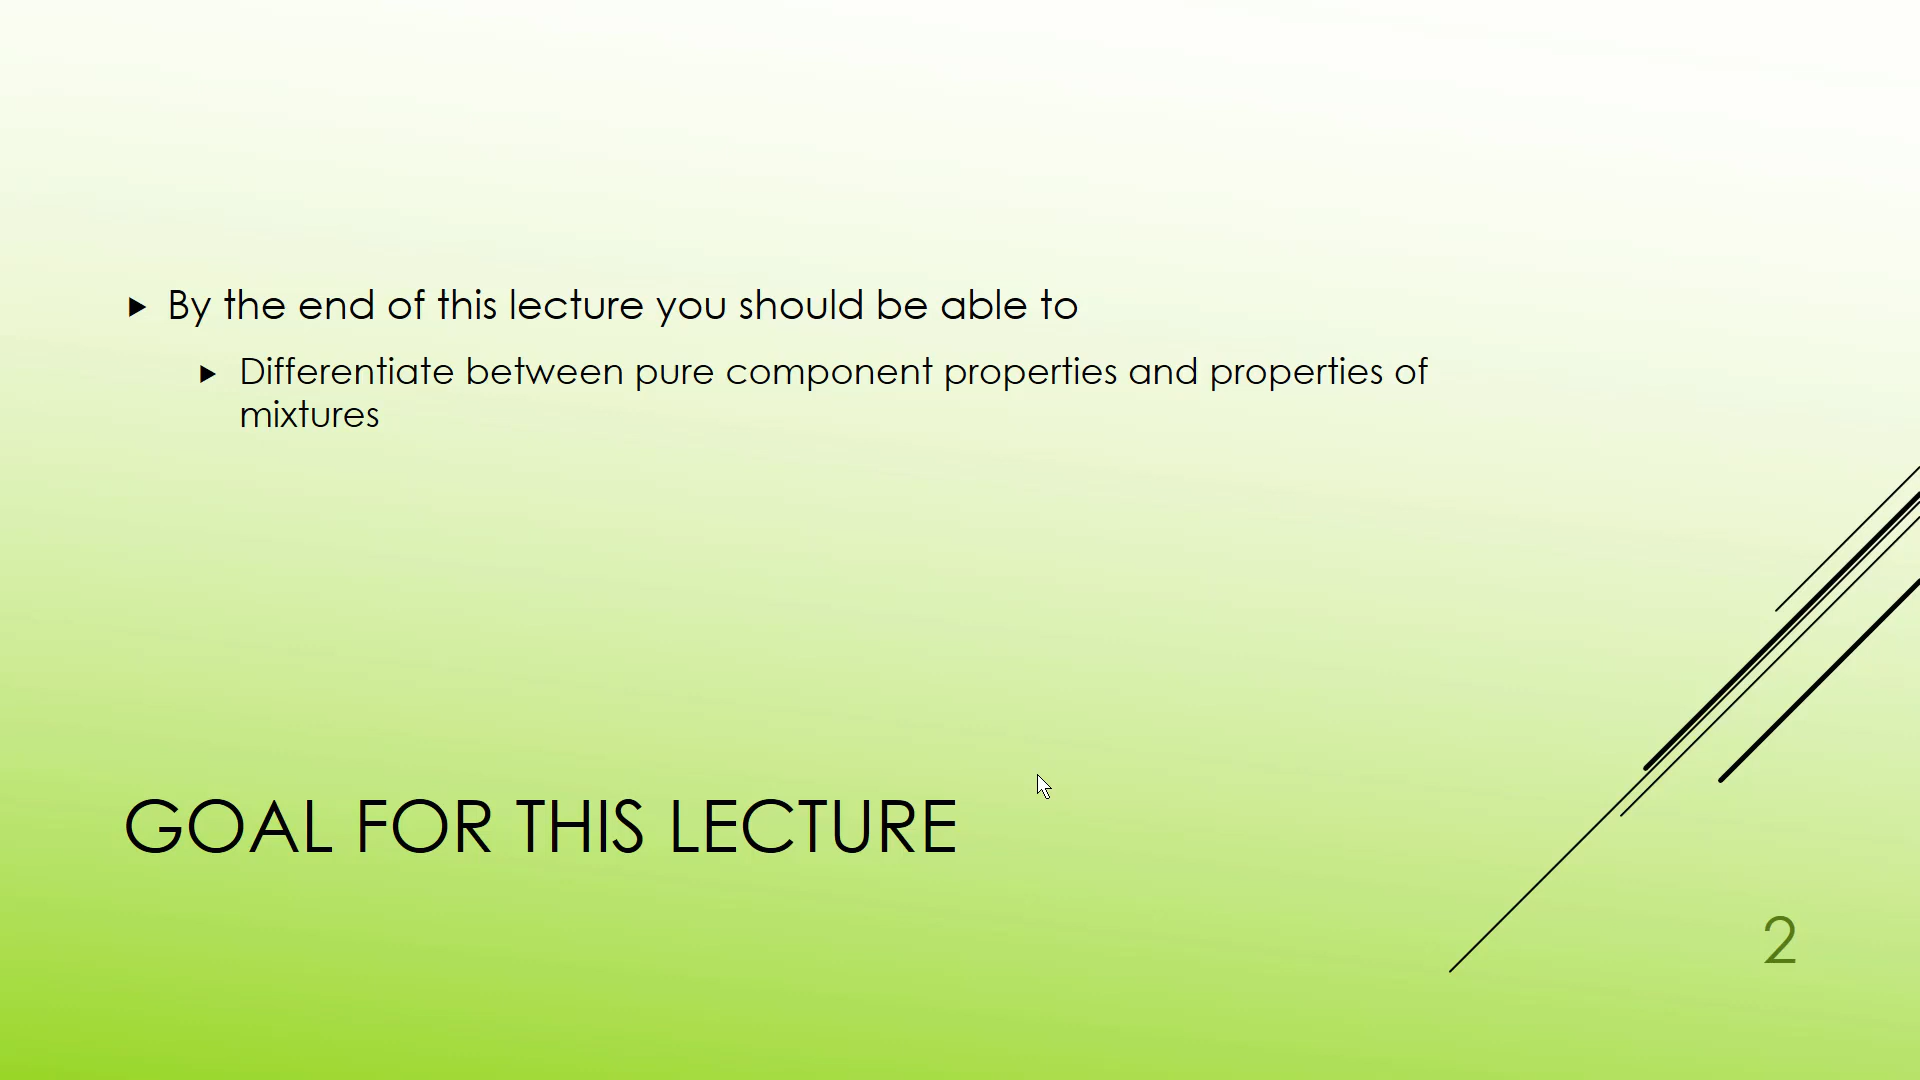 By the end of this lecture you should be able to
Differentiate between pure component properties and properties of
mixtures
GOAL FOR THIS LECTURE
2